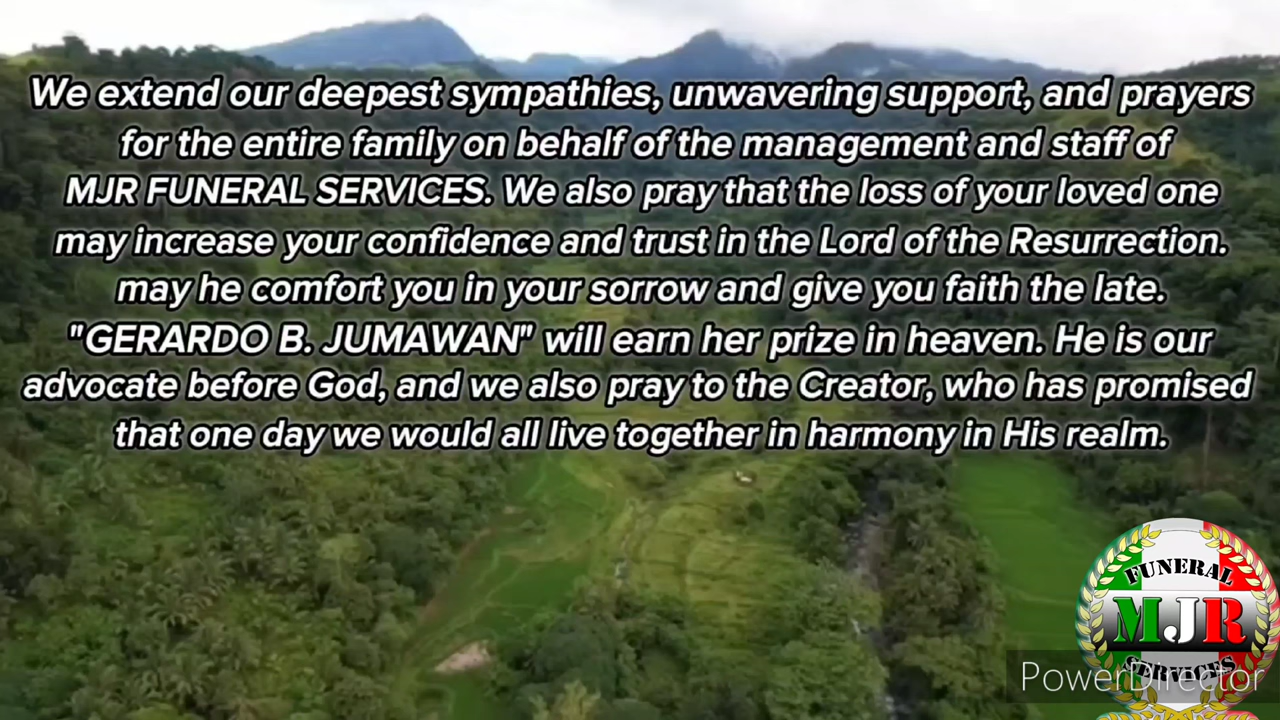 We extend our deepest sympathies, unwavering support, and prayers
for the entire family on behalf of the management and staff of
MJR FUNERAL SERVICES. We also pray that the loss of your loved one
may increase your confidence and trust in the Lord of the Resurrection.
may he comfort you in your sorrow and give you faith the late.
"GERARDO B. JUMAWAN" will earn her prize in heaven. He is our
advocate before God, and we also pray to the Creator, who has promised
that one day we would all live together in harmony in His realm.
FUNERAL
MJR
SERVICES
PowerDirector